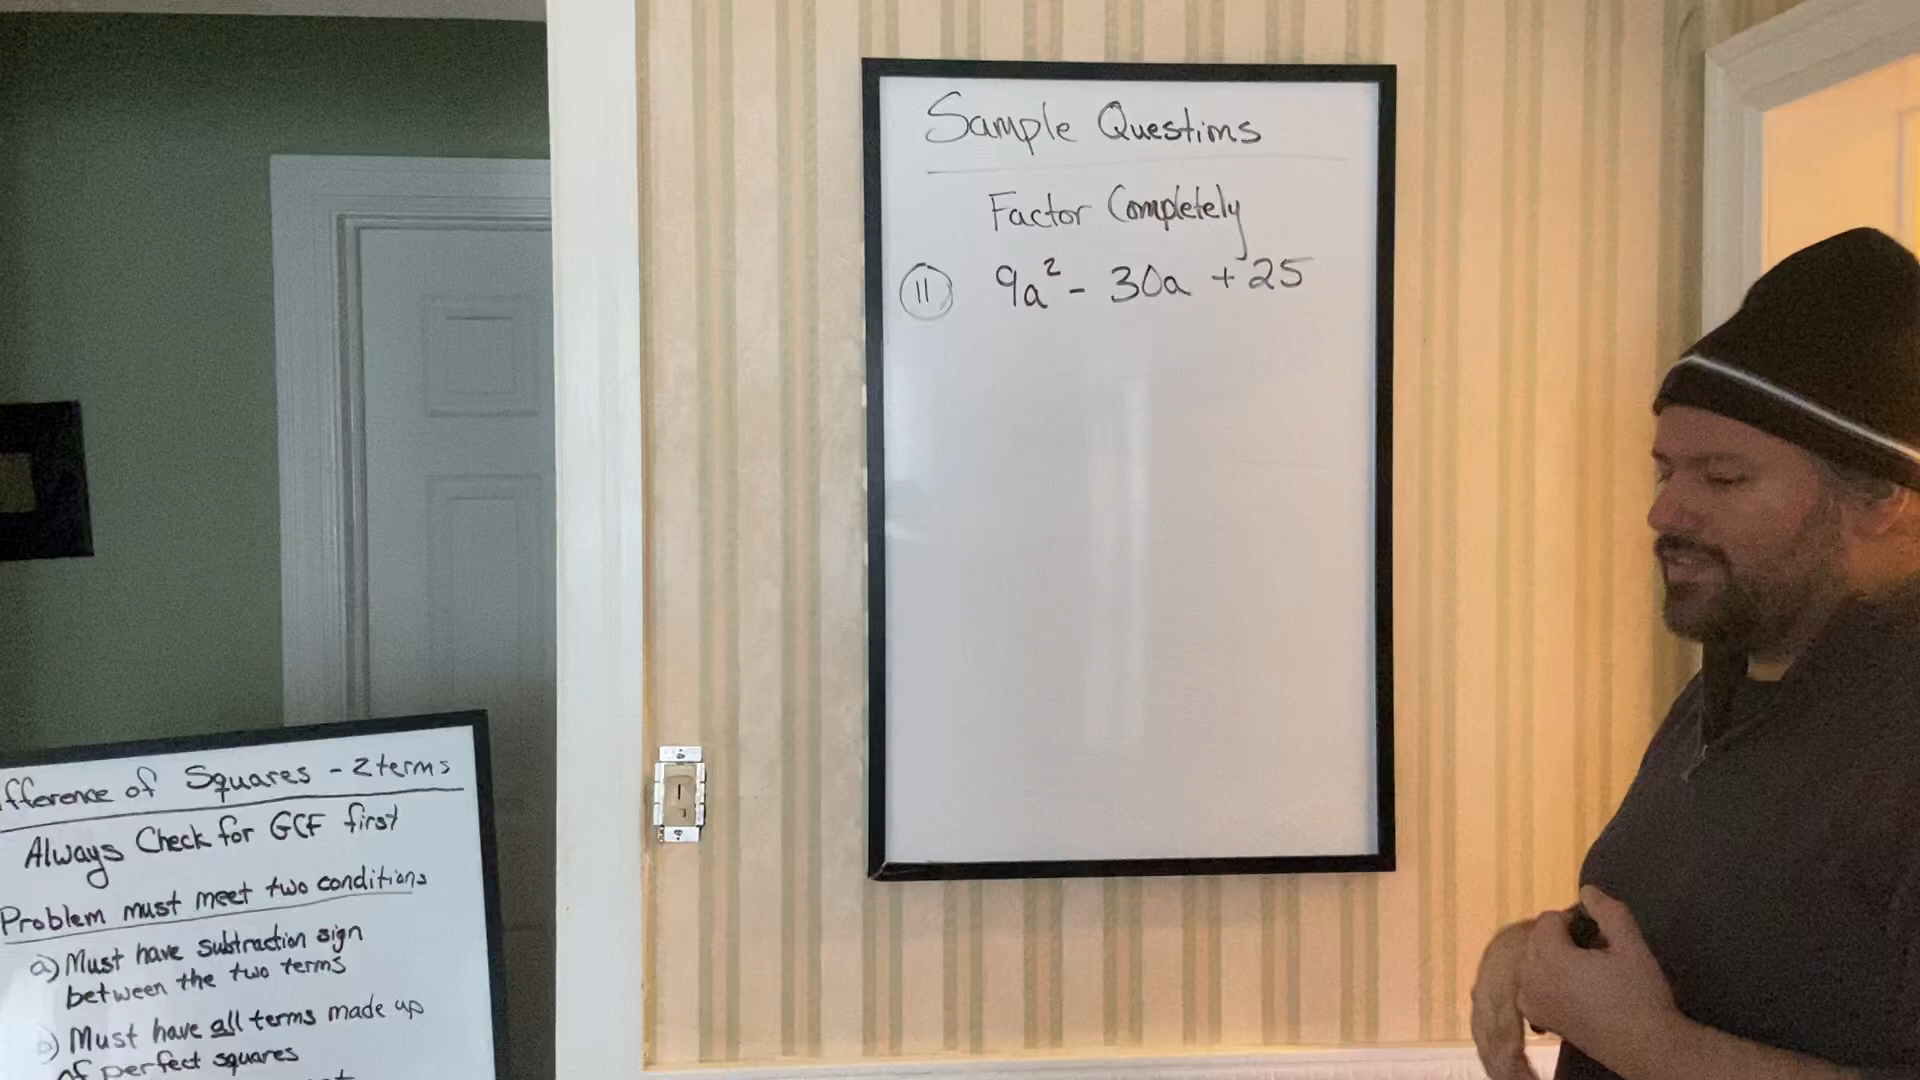 Sample Questions
Factor Completely
11 9a² - 30a + 25
fference of Squares - 2 terms
Always Check for GCF first
Problem must meet two conditions
a) Must have subtraction sign
between the two terms
b) Must have all terms made up
of perfect squares